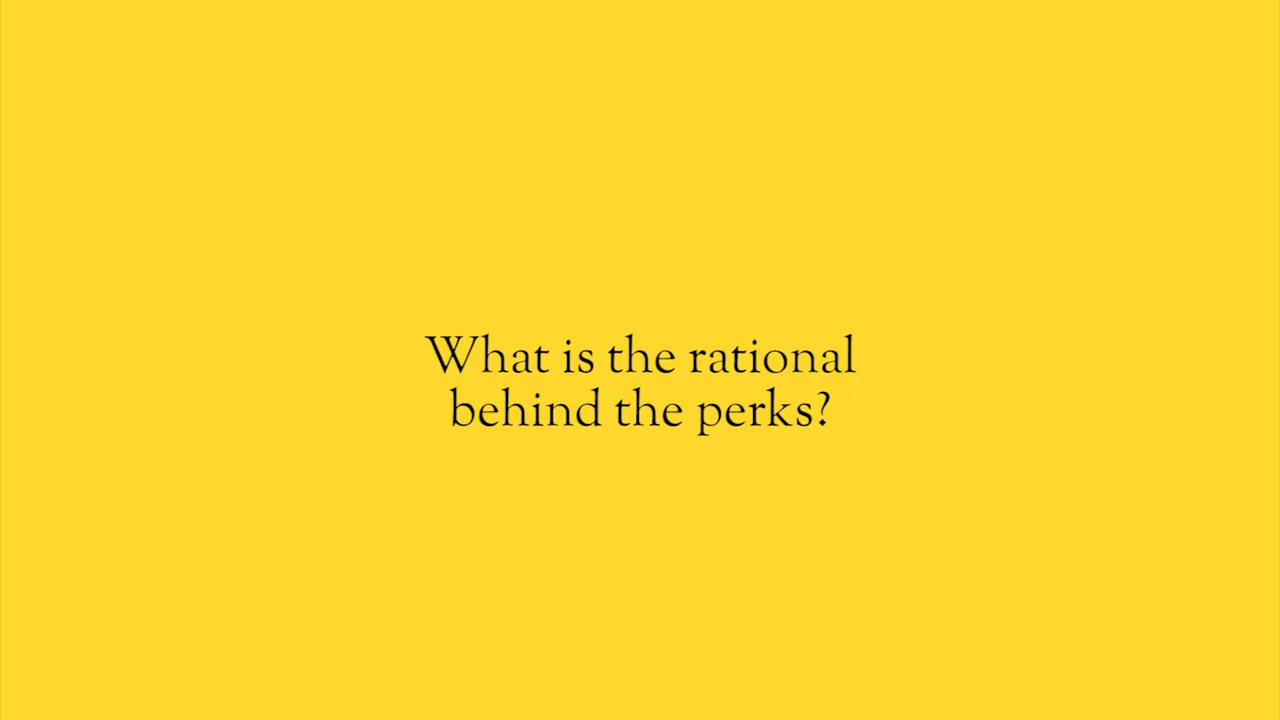 What is the rational
behind the perks?